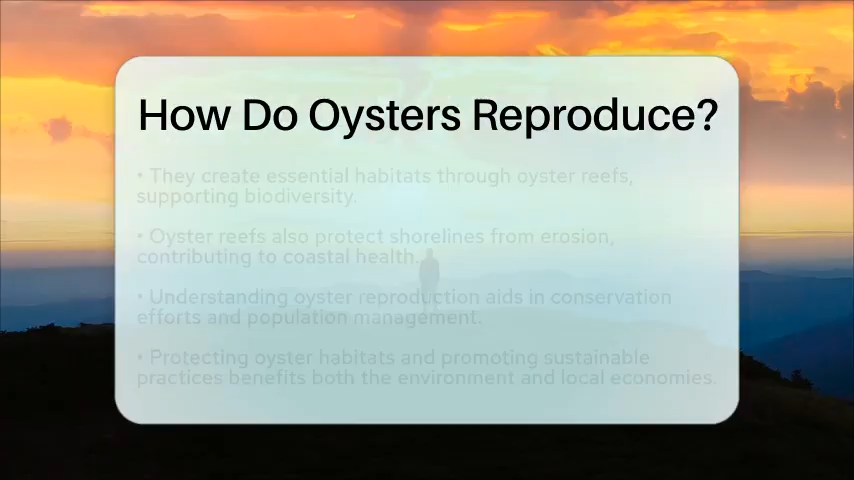 How Do Oysters Reproduce?
• They create essential habitats through oyster reefs,
supporting biodiversity.
• Oyster reefs also protect shorelines from erosion,
contributing to coastal health.
• Understanding oyster reproduction aids in conservation
efforts and population management.
• Protecting oyster habitats and promoting sustainable
practices benefits both the environment and local economies.